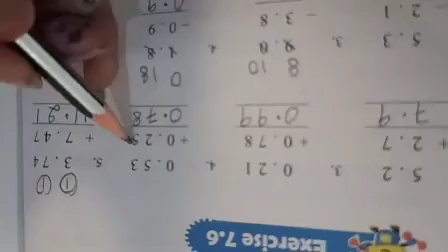 Exercise 7.6
1 1
5.2 3. 0.21 4. 0.53 5. 3.74
+ 2.7 + 0.78 + 0.25 + 7.47
7.9 0.99 0.78 11.21
8 10 0 18
5.3 3. 4. 1.8
- 2.1 - 3.8 - 0.9
0.9